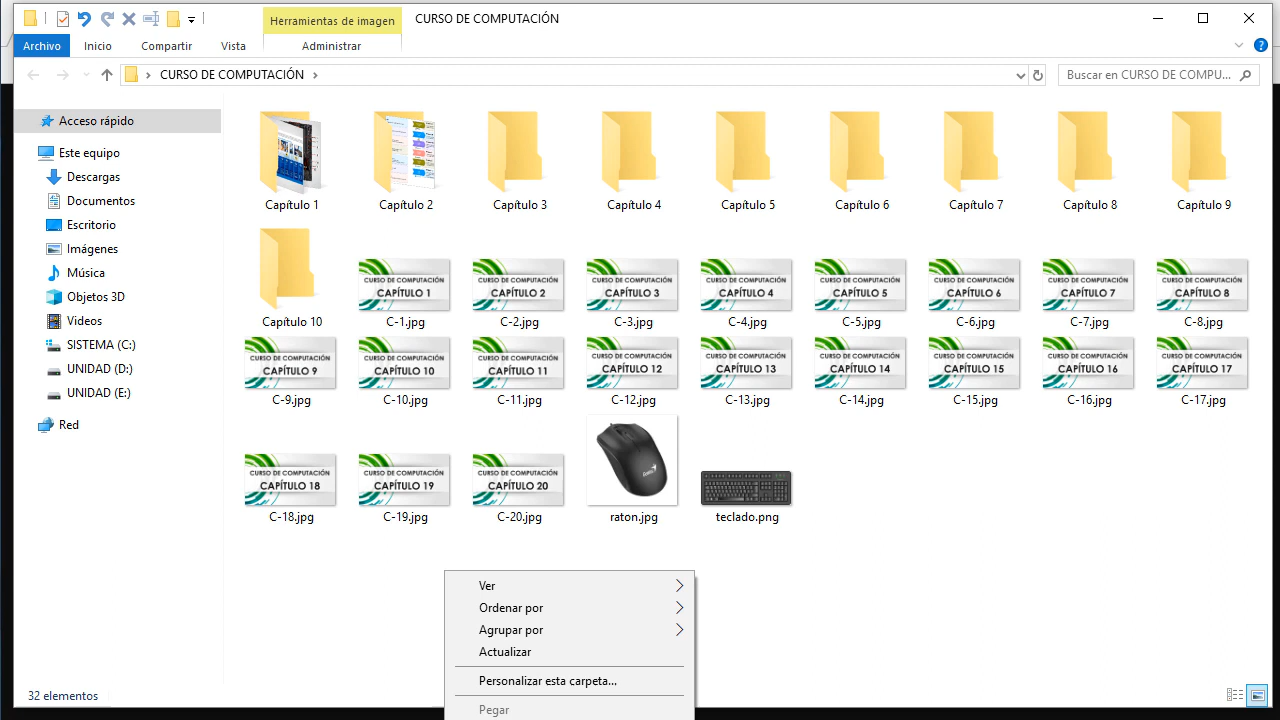 Herramientas de imagen
CURSO DE COMPUTACIÓN
Archivo
Inicio
Compartir
Vista
Administrar
CURSO DE COMPUTACIÓN
Buscar en CURSO DE COMPU...
Acceso rápido
Este equipo
Descargas
Documentos
Escritorio
Imágenes
Música
Objetos 3D
Videos
SISTEMA (C:)
UNIDAD (D:)
UNIDAD (E:)
Red
Capítulo 1
Capítulo 2
Capítulo 3
Capítulo 4
Capítulo 5
Capítulo 6
Capítulo 7
Capítulo 8
Capítulo 9
Capítulo 10
CURSO DE COMPUTACIÓN
CAPÍTULO 1
C-1.jpg
CURSO DE COMPUTACIÓN
CAPÍTULO 2
C-2.jpg
CURSO DE COMPUTACIÓN
CAPÍTULO 3
C-3.jpg
CURSO DE COMPUTACIÓN
CAPÍTULO 4
C-4.jpg
CURSO DE COMPUTACIÓN
CAPÍTULO 5
C-5.jpg
CURSO DE COMPUTACIÓN
CAPÍTULO 6
C-6.jpg
CURSO DE COMPUTACIÓN
CAPÍTULO 7
C-7.jpg
CURSO DE COMPUTACIÓN
CAPÍTULO 8
C-8.jpg
CURSO DE COMPUTACIÓN
CAPÍTULO 9
C-9.jpg
CURSO DE COMPUTACIÓN
CAPÍTULO 10
C-10.jpg
CURSO DE COMPUTACIÓN
CAPÍTULO 11
C-11.jpg
CURSO DE COMPUTACIÓN
CAPÍTULO 12
C-12.jpg
CURSO DE COMPUTACIÓN
CAPÍTULO 13
C-13.jpg
CURSO DE COMPUTACIÓN
CAPÍTULO 14
C-14.jpg
CURSO DE COMPUTACIÓN
CAPÍTULO 15
C-15.jpg
CURSO DE COMPUTACIÓN
CAPÍTULO 16
C-16.jpg
CURSO DE COMPUTACIÓN
CAPÍTULO 17
C-17.jpg
CURSO DE COMPUTACIÓN
CAPÍTULO 18
C-18.jpg
CURSO DE COMPUTACIÓN
CAPÍTULO 19
C-19.jpg
CURSO DE COMPUTACIÓN
CAPÍTULO 20
C-20.jpg
raton.jpg
teclado.png
Ver
Ordenar por
Agrupar por
Actualizar
Personalizar esta carpeta...
Pegar
32 elementos